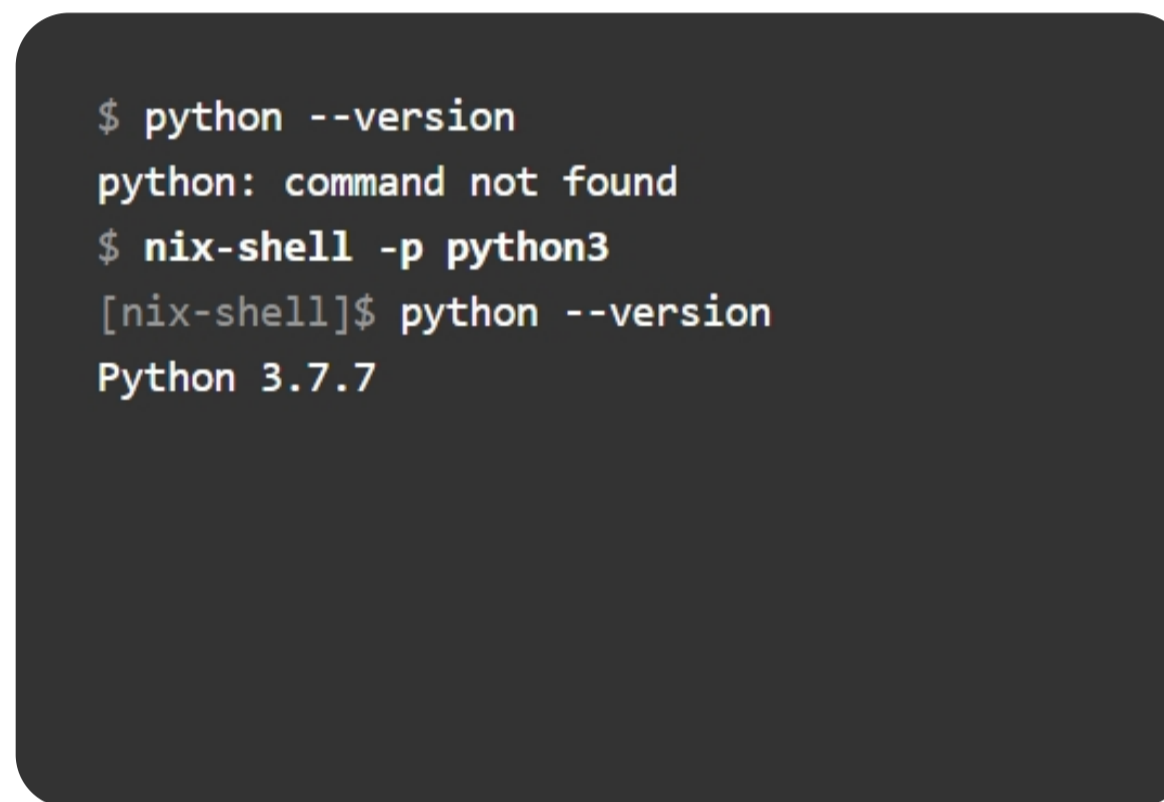 $ python --version
python: command not found
$ nix-shell -p python3
[nix-shell]$ python --version
Python 3.7.7